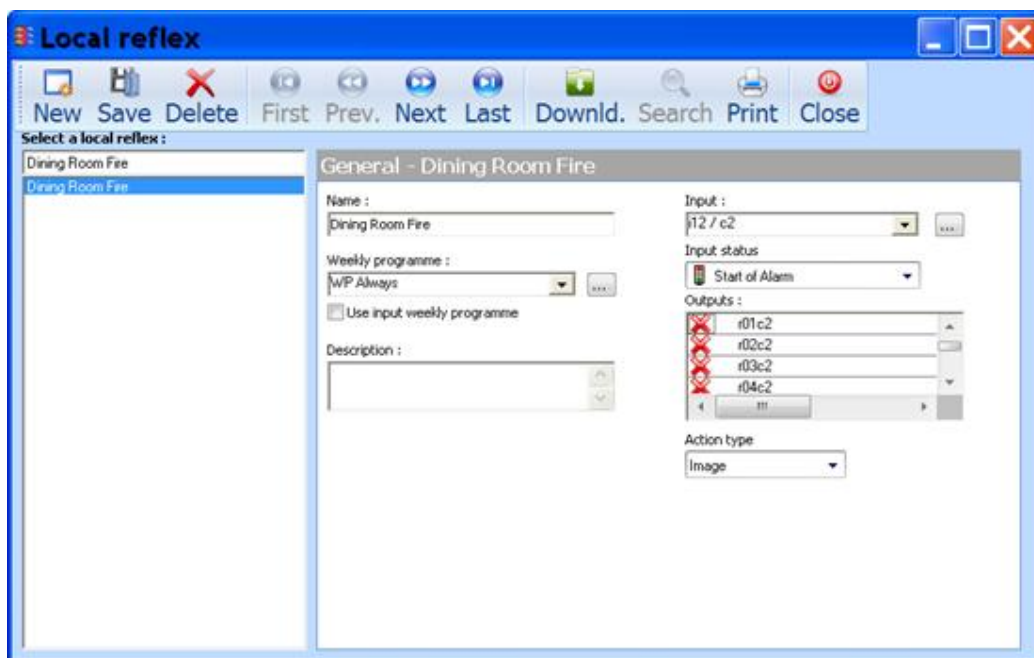 Local reflex
New Save Delete First Prev. Next Last Downld. Search Print Close
Select a local reflex :
Dining Room Fire
Dining Room Fire
General - Dining Room Fire
Name :
Dining Room Fire
Weekly programme :
WP Always
...
Use input weekly programme
Description :
Input :
i12 / c2
...
Input status
Start of Alarm
Outputs :
r01c2
r02c2
r03c2
r04c2
Action type
Image